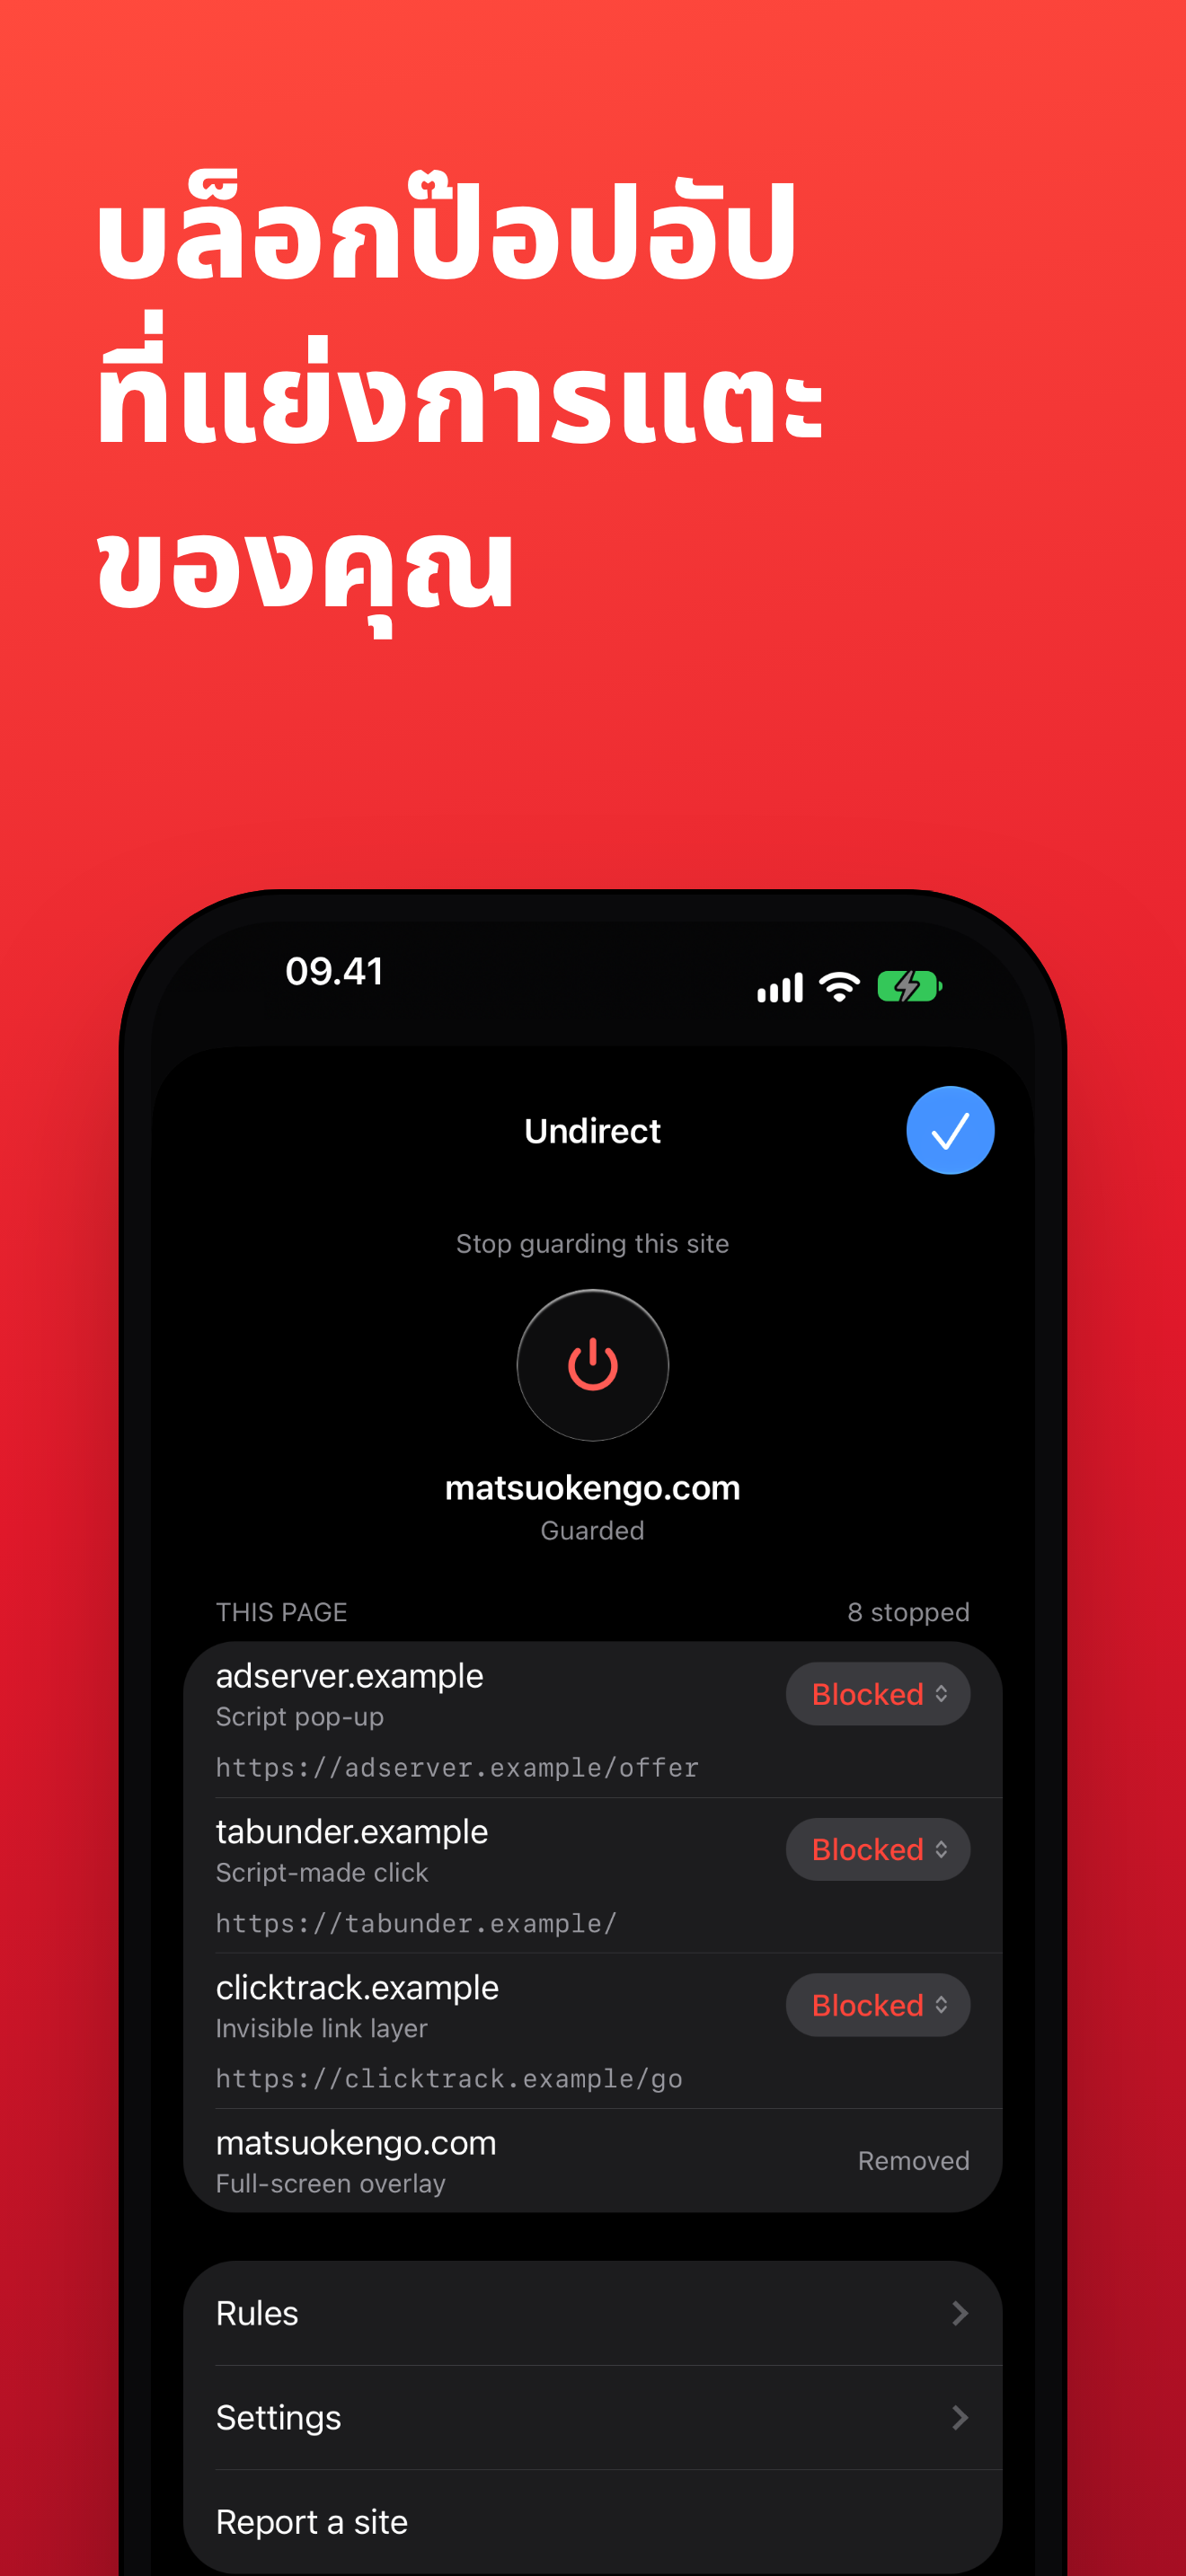 บล็อกป๊อปอัป
ที่แย่งการแตะ
ของคุณ
09.41
Undirect
Stop guarding this site
matsuokengo.com
Guarded
THIS PAGE
8 stopped
adserver.example
Blocked
Script pop-up
https://adserver.example/offer
tabunder.example
Blocked
Script-made click
https://tabunder.example/
clicktrack.example
Blocked
Invisible link layer
https://clicktrack.example/go
matsuokengo.com
Removed
Full-screen overlay
Rules
Settings
Report a site